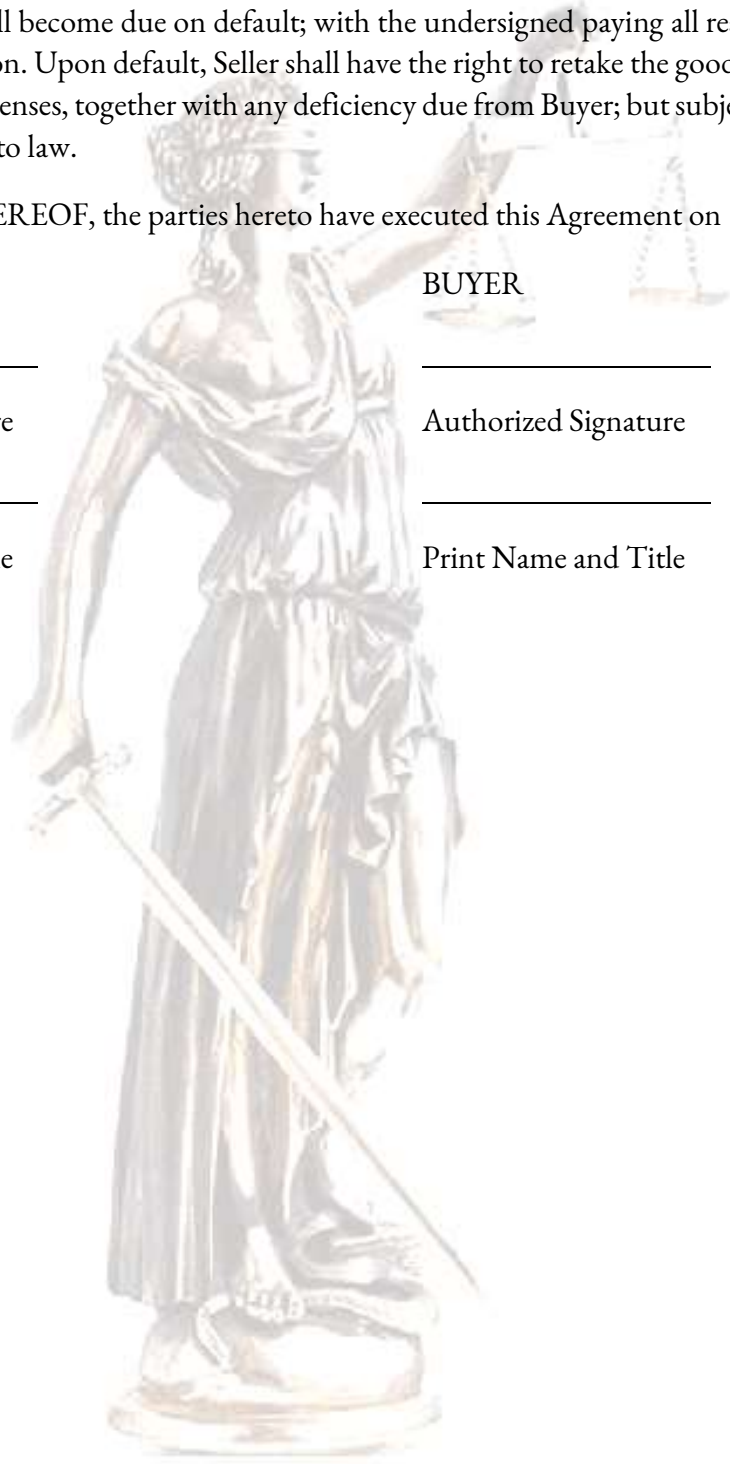 ll become due on default; with the undersigned paying all re
on. Upon default, Seller shall have the right to retake the good
enses, together with any deficiency due from Buyer; but subje
to law.
EREOF, the parties hereto have executed this Agreement on
BUYER
re Authorized Signature
e Print Name and Title